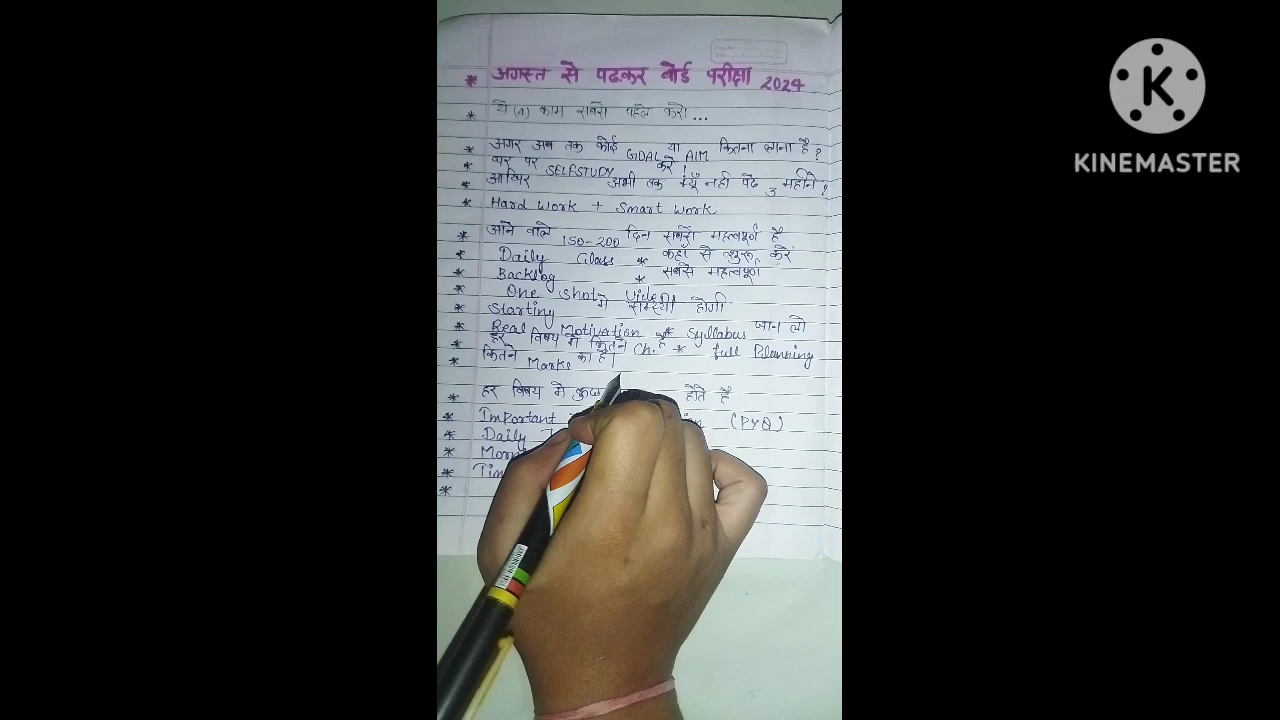 अगस्त से पढकर बोर्ड परीक्षा 2024
* ये (4) काम सबसे पहले करो ...
* अगर अब तक कोई GOAL या AIM कितना लाना है ?
* घर पर SELFSTUDY करे !
* आखिर अभी तक क्यूँ नही पढे 3 महीने ?
* Hard work + Smart work
* आने वाले 150-200 दिन सबसे महत्वपूर्ण है
* Daily Class * कहाँ से शुरू करें
* Backlog * सबसे महत्वपूर्ण
* One shot video
* Starting मे समस्या होगी
* Real Motivation * Syllabus जान लो
* हर विषय में कितने Ch. है * full Planning
* कितने Marks का है |
* हर विषय मे कुछ होते है
* Important (PYQ)
* Daily
*
*
*
KINEMASTER